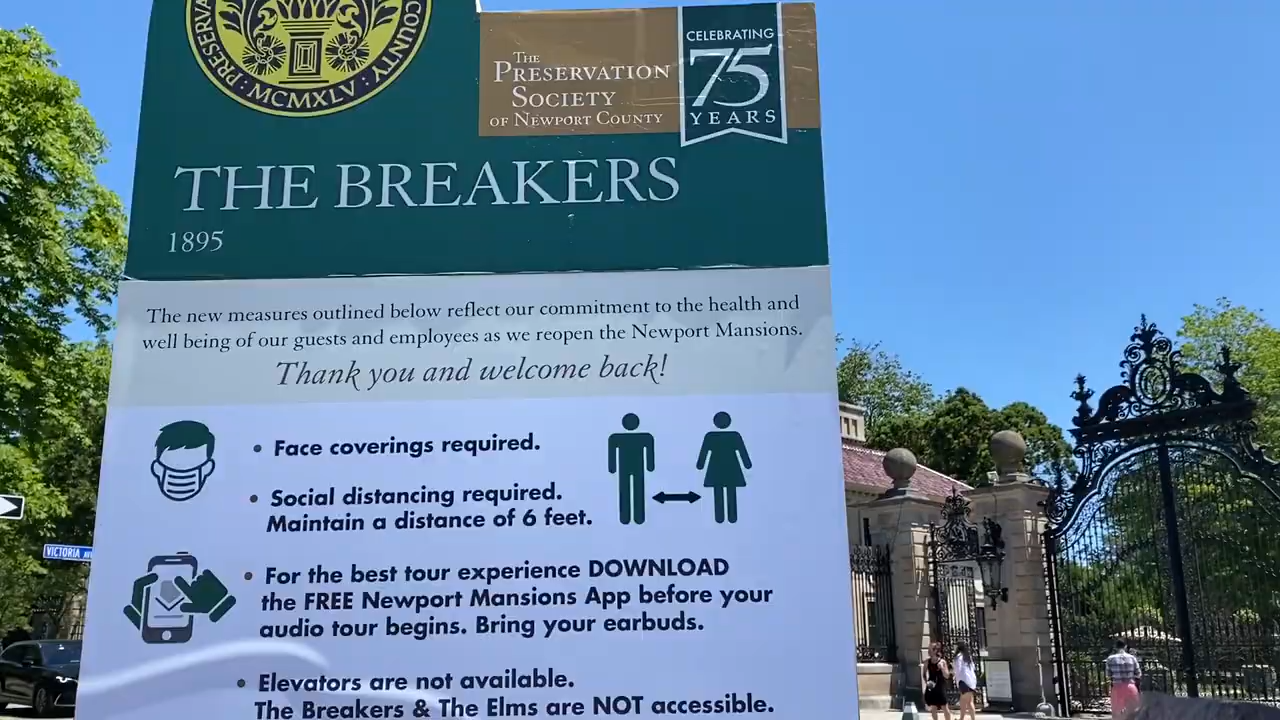 PRESERVA
COUNTY
· MCMXLV ·
THE
PRESERVATION
SOCIETY
OF NEWPORT COUNTY
CELEBRATING
75
YEARS
THE BREAKERS
1895
The new measures outlined below reflect our commitment to the health and
well being of our guests and employees as we reopen the Newport Mansions.
Thank you and welcome back!
• Face coverings required.
• Social distancing required.
Maintain a distance of 6 feet.
• For the best tour experience DOWNLOAD
the FREE Newport Mansions App before your
audio tour begins. Bring your earbuds.
• Elevators are not available.
The Breakers & The Elms are NOT accessible.
VICTORIA AV